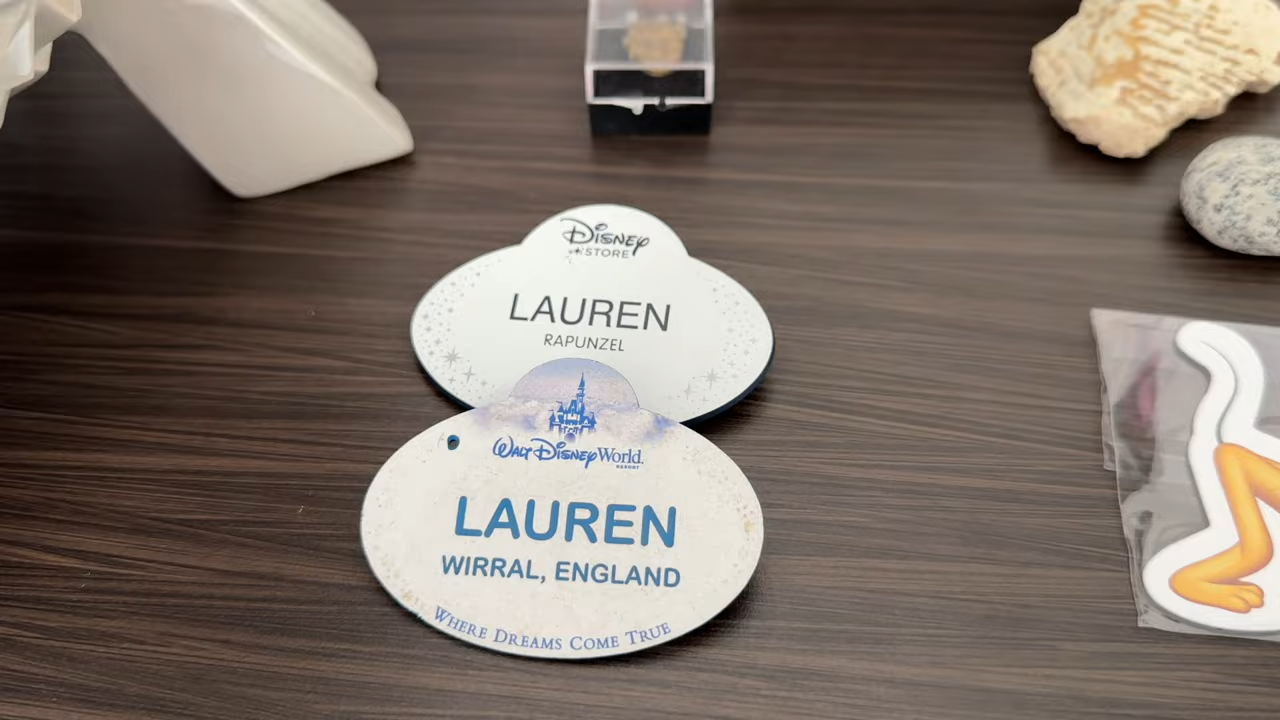 Disney
STORE
LAUREN
RAPUNZEL
Walt Disney World.
RESORT
LAUREN
WIRRAL, ENGLAND
WHERE DREAMS COME TRUE